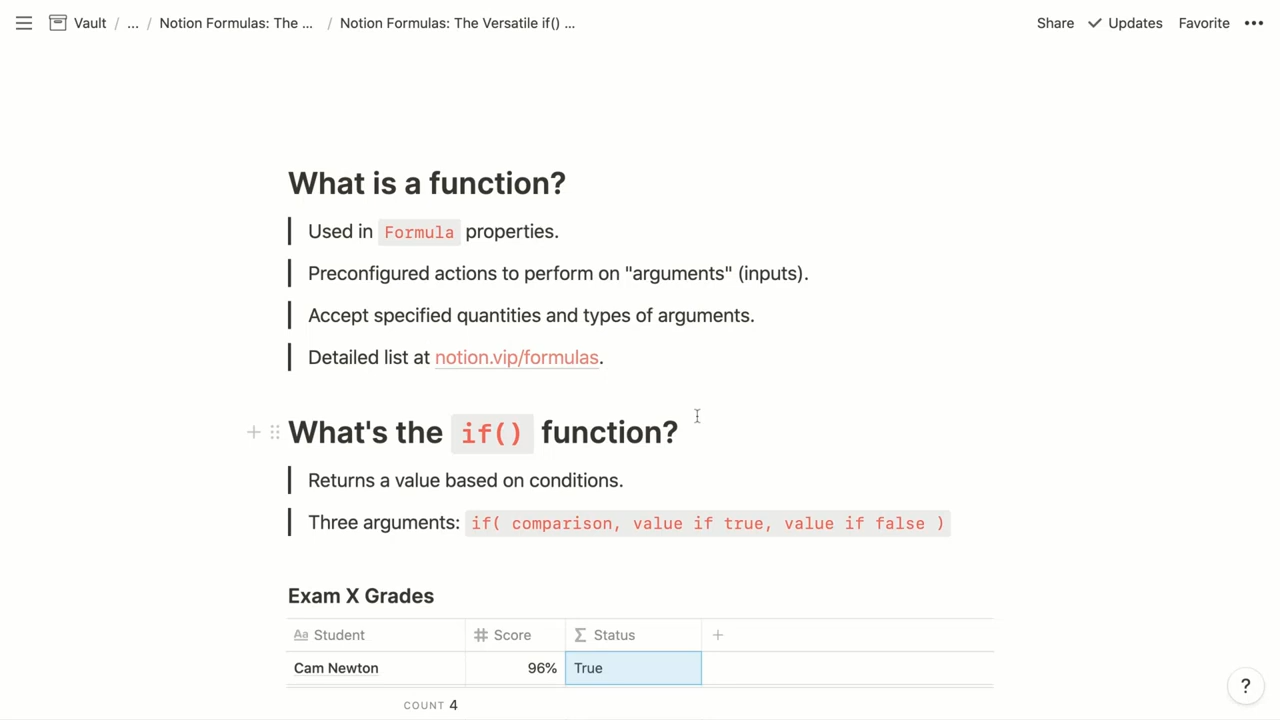 Vault / ... / Notion Formulas: The ... / Notion Formulas: The Versatile if() ... Share Updates Favorite •••
What is a function?
Used in Formula properties.
Preconfigured actions to perform on "arguments" (inputs).
Accept specified quantities and types of arguments.
Detailed list at notion.vip/formulas.
What's the if() function?
Returns a value based on conditions.
Three arguments: if( comparison, value if true, value if false )
Exam X Grades
Aa Student # Score Σ Status +
Cam Newton 96% True
COUNT 4
?